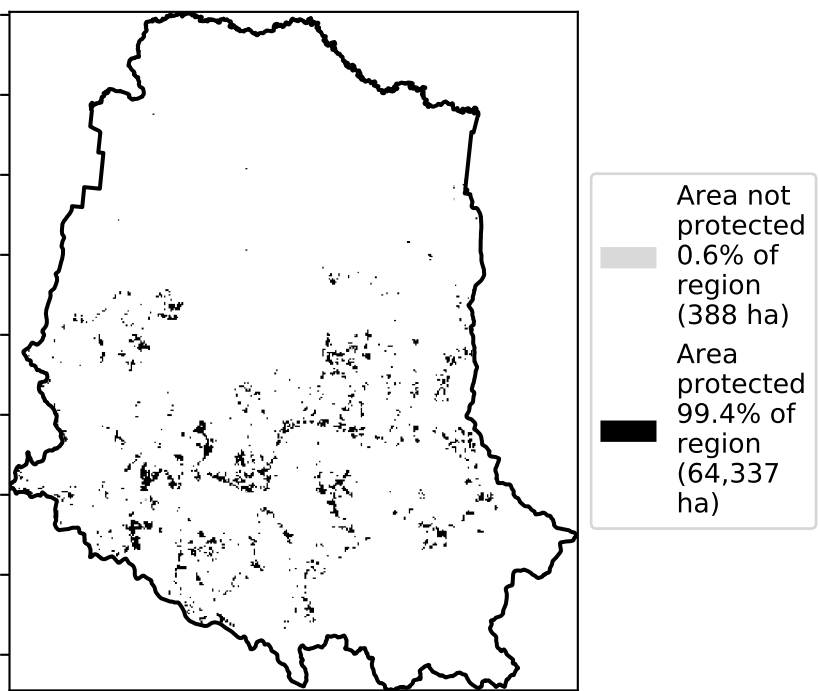 Area not
protected
0.6% of
region
(388 ha)
Area
protected
99.4% of
region
(64,337
ha)